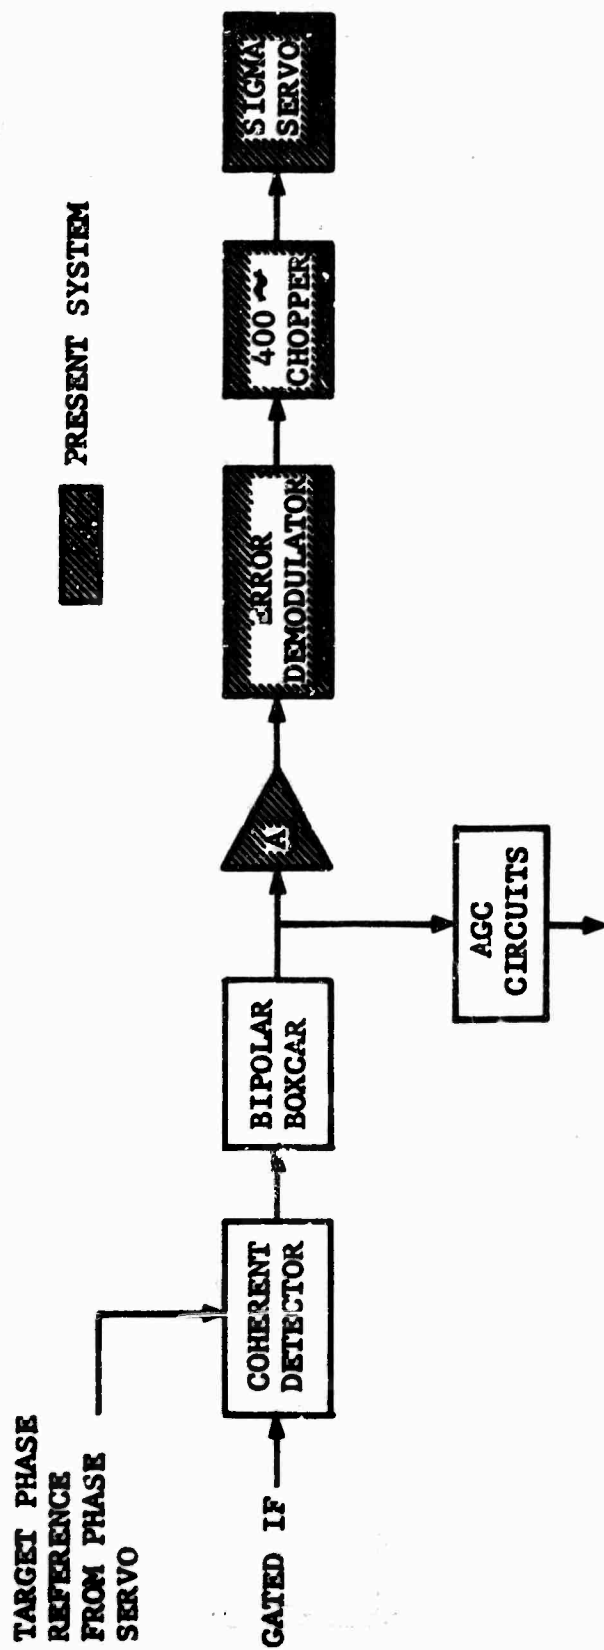 TARGET PHASE
REFERENCE
FROM PHASE
SERVO
GATED IF
COHERENT
DETECTOR
BIPOLAR
BOXCAR
AGC
CIRCUITS
A
ERROR
DEMODULATOR
400~
CHOPPER
SIGMA
SERVO
PRESENT SYSTEM